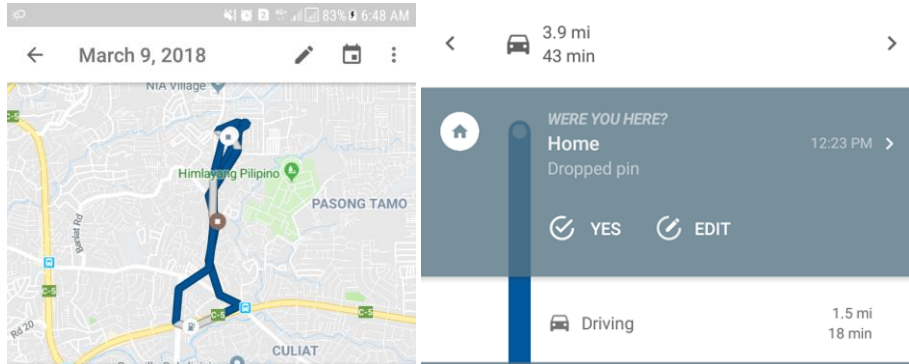 83% 6:48 AM
March 9, 2018
NIA Village
C-5
Himlayang Pilipino
PASONG TAMO
Banlat Rd
C-5
C-5
C-5
Rd 20
CULIAT
3.9 mi
43 min
WERE YOU HERE?
Home
12:23 PM
Dropped pin
YES
EDIT
Driving
1.5 mi
18 min